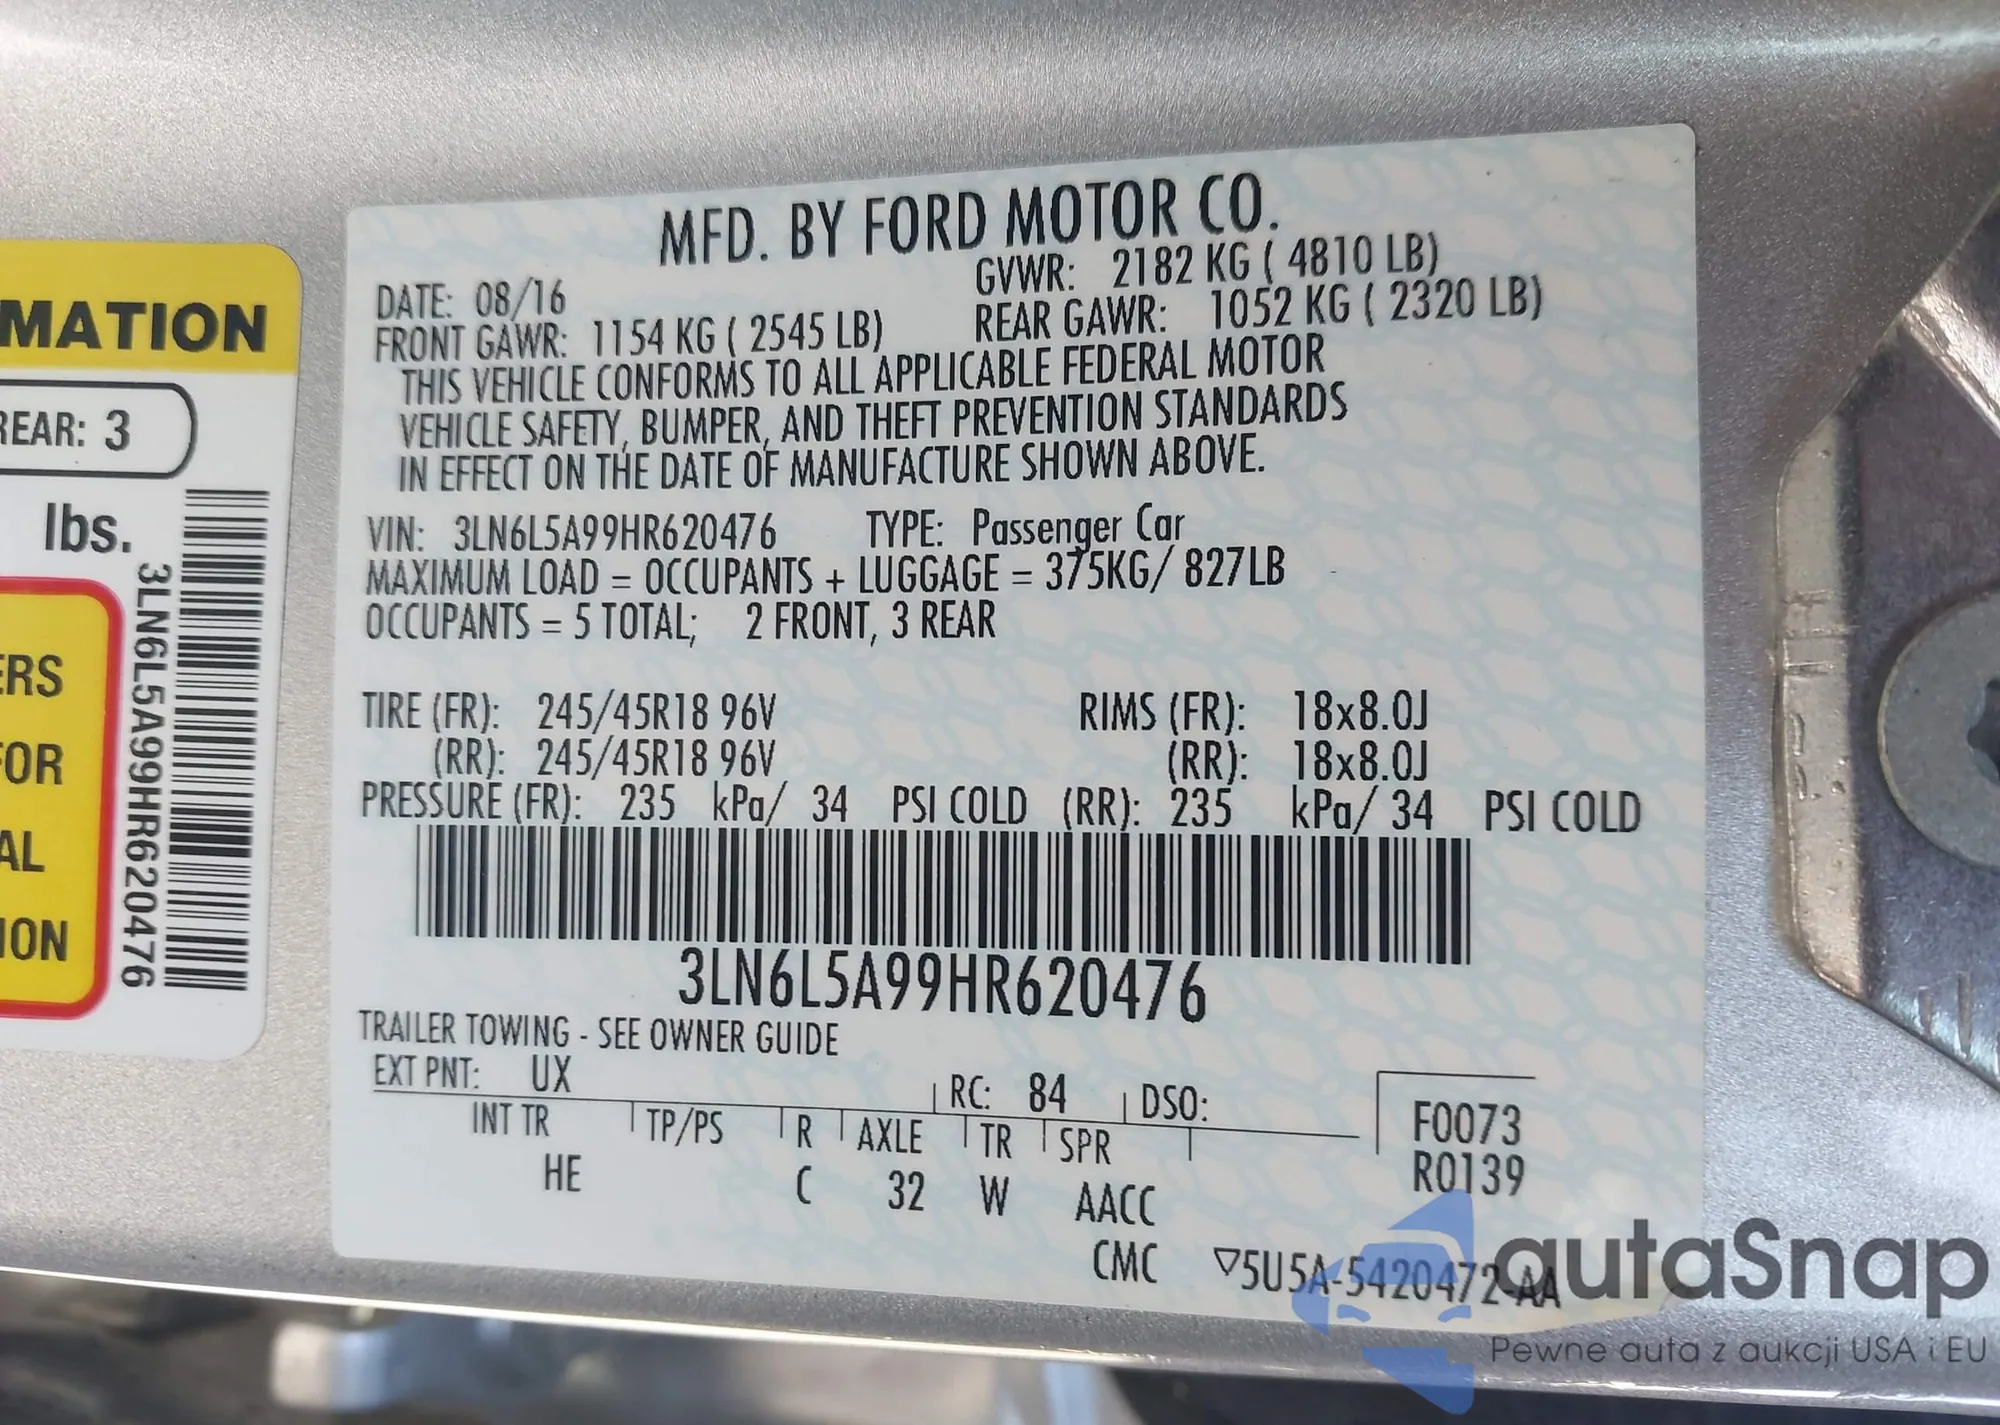 MATION
REAR: 3
lbs.
3LN6L5A99HR620476
ERS
FOR
AL
ION
MFD. BY FORD MOTOR CO.
DATE: 08/16 GVWR: 2182 KG ( 4810 LB)
FRONT GAWR: 1154 KG ( 2545 LB) REAR GAWR: 1052 KG ( 2320 LB)
THIS VEHICLE CONFORMS TO ALL APPLICABLE FEDERAL MOTOR
VEHICLE SAFETY, BUMPER, AND THEFT PREVENTION STANDARDS
IN EFFECT ON THE DATE OF MANUFACTURE SHOWN ABOVE.
VIN: 3LN6L5A99HR620476 TYPE: Passenger Car
MAXIMUM LOAD = OCCUPANTS + LUGGAGE = 375KG/ 827LB
OCCUPANTS = 5 TOTAL; 2 FRONT, 3 REAR
TIRE (FR): 245/45R18 96V RIMS (FR): 18x8.0J
(RR): 245/45R18 96V (RR): 18x8.0J
PRESSURE (FR): 235 kPa/ 34 PSI COLD (RR): 235 kPa/ 34 PSI COLD
3LN6L5A99HR620476
TRAILER TOWING - SEE OWNER GUIDE
EXT PNT: UX RC: 84 DSO:
INT TR TP/PS R AXLE TR SPR
F0073
R0139
HE C 32 W AACC
CMC ▽5U5A-5420472-AA
autaSnap
Pewne auta z aukcji USA i EU